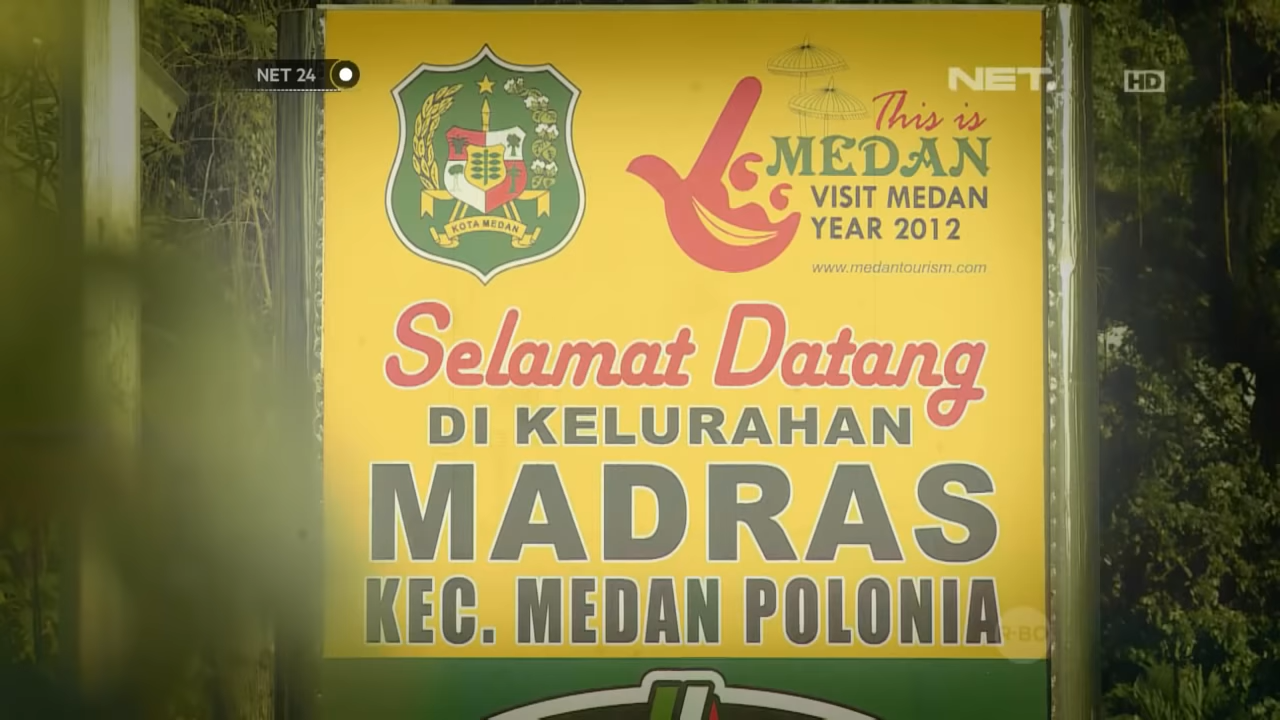 NET 24
NET.
HD
KOTA MEDAN
This is
MEDAN
VISIT MEDAN
YEAR 2012
www.medantourism.com
Selamat Datang
DI KELURAHAN
MADRAS
KEC. MEDAN POLONIA